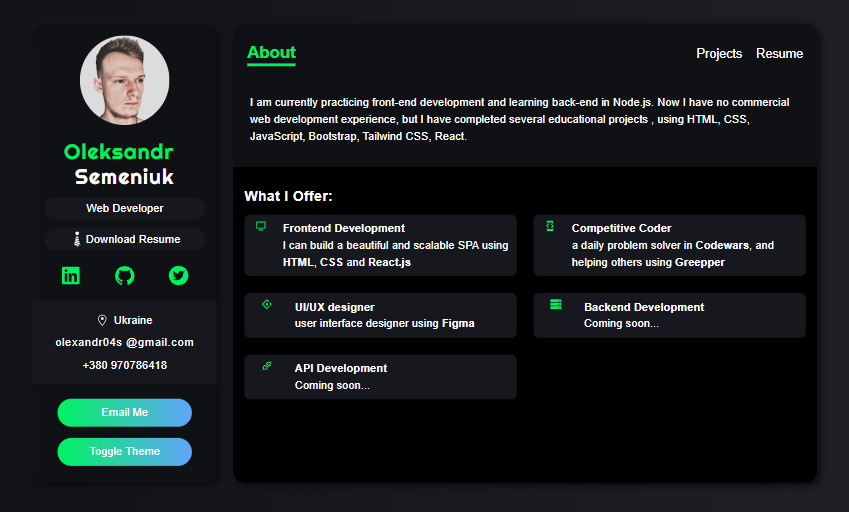 Oleksandr
Semeniuk
Web Developer
Download Resume
Ukraine
olexandr04s @gmail.com
+380 970786418
Email Me
Toggle Theme
About
Projects Resume
I am currently practicing front-end development and learning back-end in Node.js. Now I have no commercial
web development experience, but I have completed several educational projects , using HTML, CSS,
JavaScript, Bootstrap, Tailwind CSS, React.
What I Offer:
Frontend Development
I can build a beautiful and scalable SPA using
HTML, CSS and React.js
Competitive Coder
a daily problem solver in Codewars, and
helping others using Greepper
UI/UX designer
user interface designer using Figma
Backend Development
Coming soon...
API Development
Coming soon...